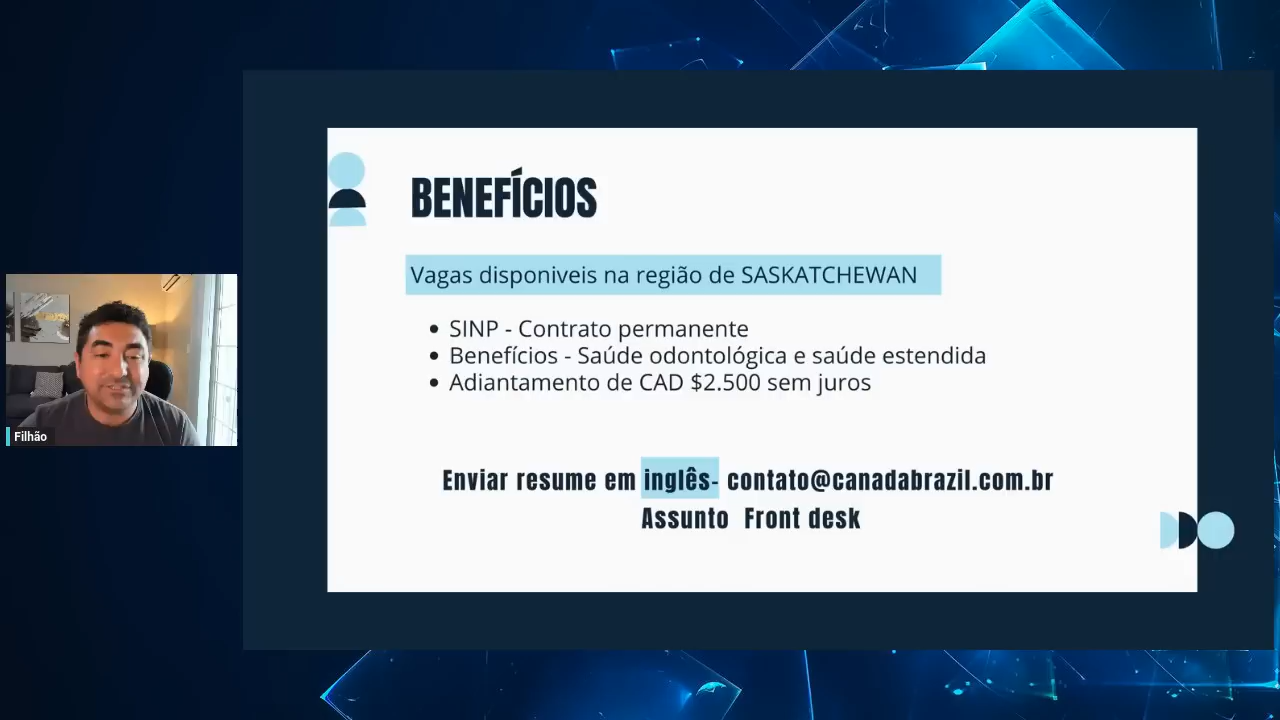 BENEFÍCIOS
Vagas disponiveis na região de SASKATCHEWAN
• SINP - Contrato permanente
• Benefícios - Saúde odontológica e saúde estendida
• Adiantamento de CAD $2.500 sem juros
Enviar resume em inglês- contato@canadabrazil.com.br
Assunto Front desk
Filhão